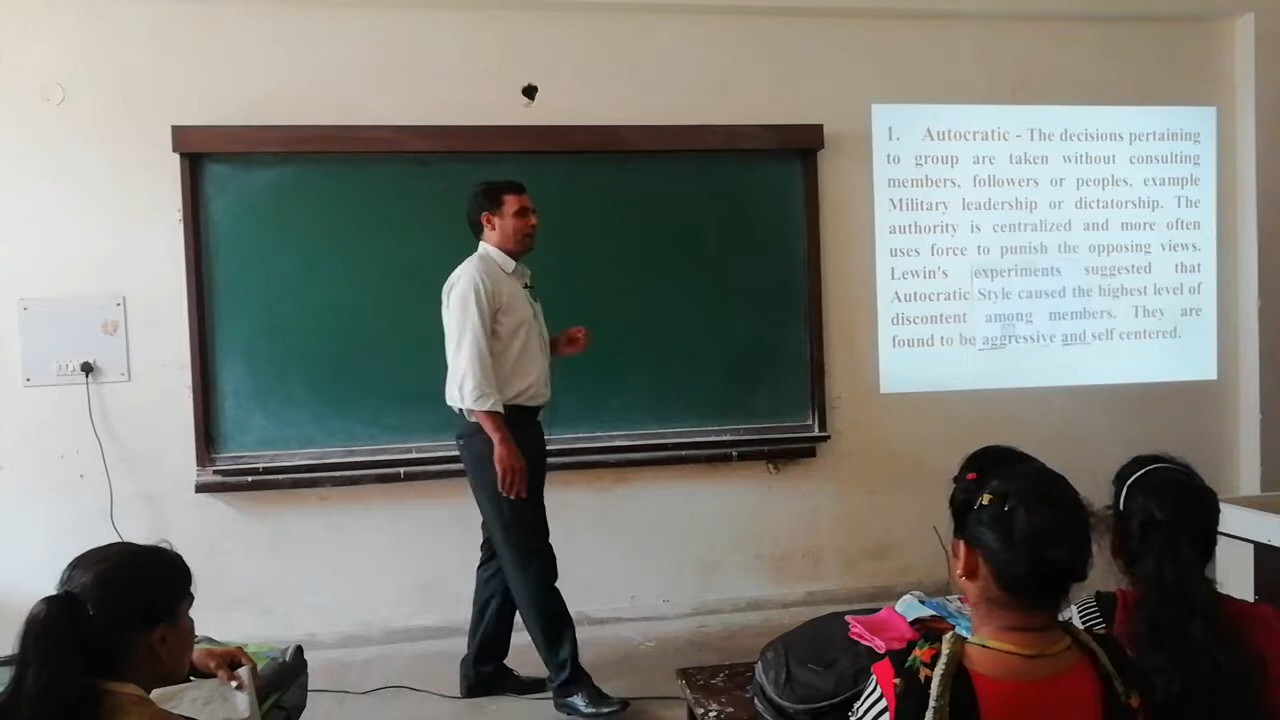 1. Autocratic - The decisions pertaining
to group are taken without consulting
members, followers or peoples, example
Military leadership or dictatorship. The
authority is centralized and more often
uses force to punish the opposing views.
Lewin's experiments suggested that
Autocratic Style caused the highest level of
discontent among members. They are
found to be aggressive and self centered.